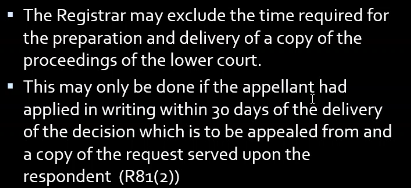 ▪ The Registrar may exclude the time required for
the preparation and delivery of a copy of the
proceedings of the lower court.
▪ This may only be done if the appellant had
applied in writing within 30 days of the delivery
of the decision which is to be appealed from and
a copy of the request served upon the
respondent (R81(2))